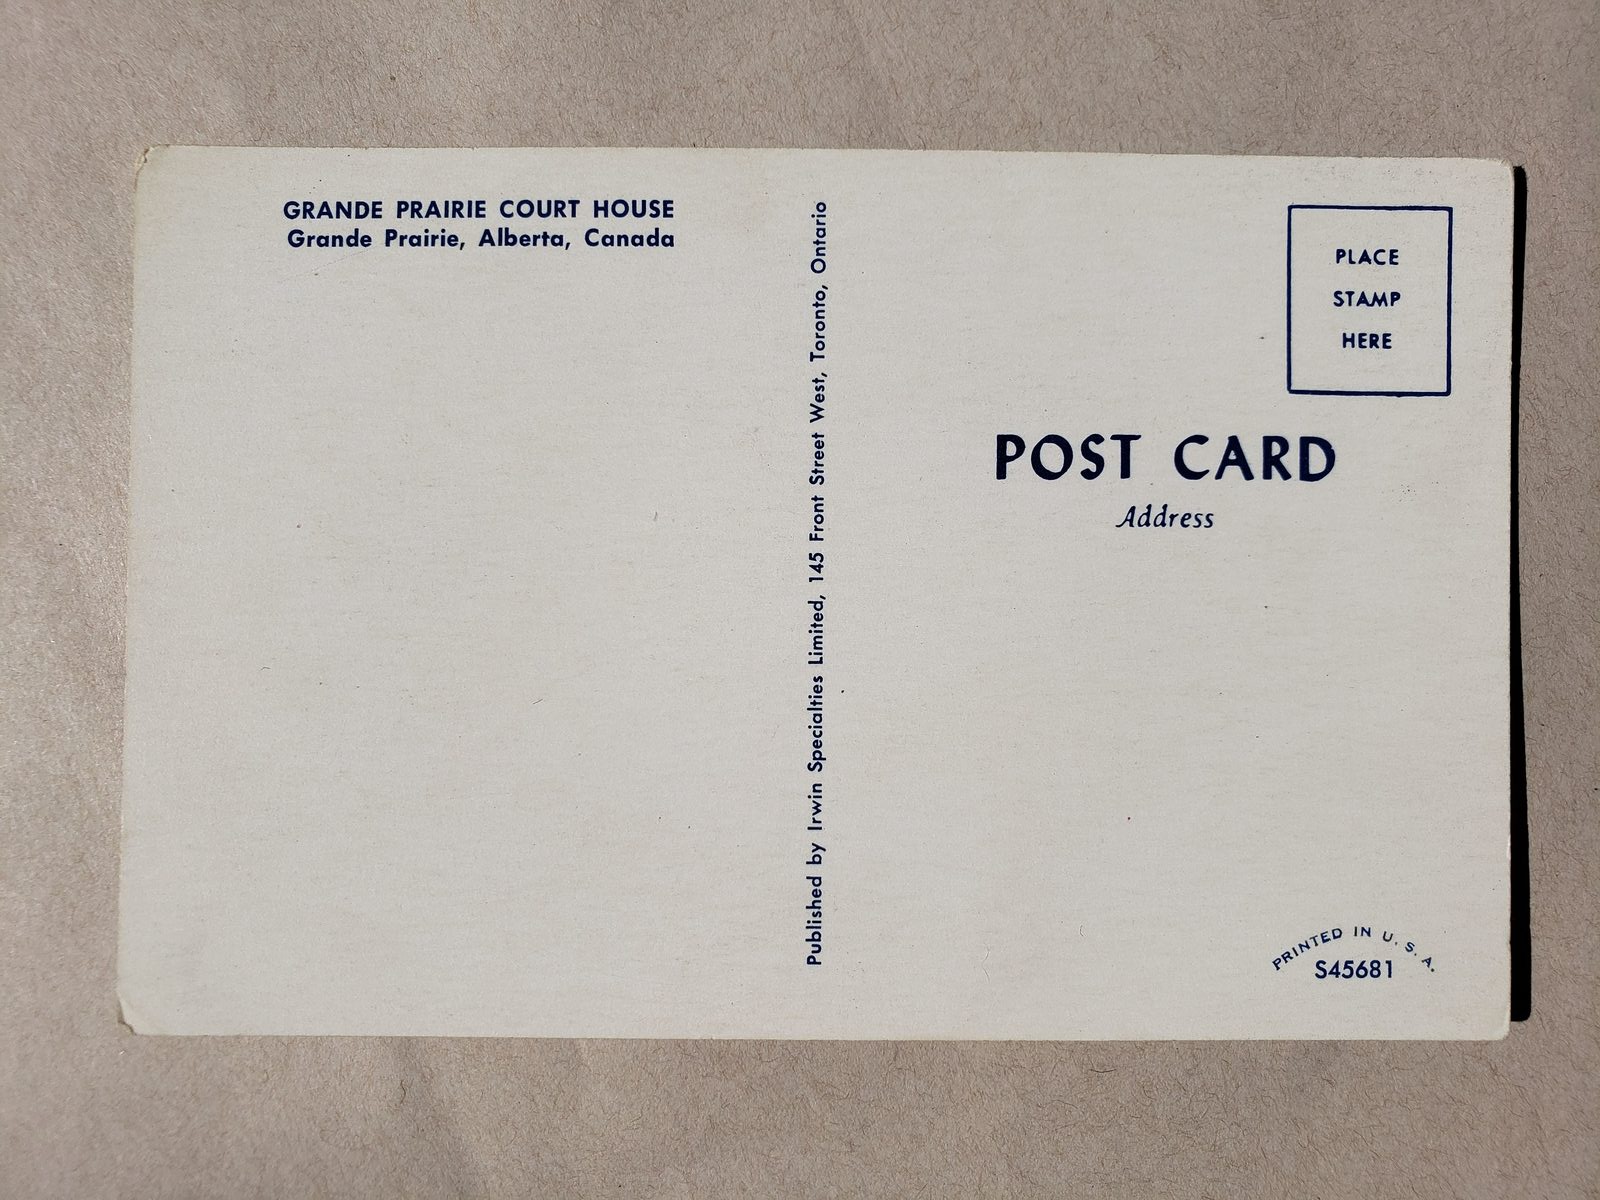 GRANDE PRAIRIE COURT HOUSE
Grande Prairie, Alberta, Canada
Published by Irwin Specialties Limited, 145 Front Street West, Toronto, Ontario
PLACE
STAMP
HERE
POST CARD
Address
PRINTED IN U. S. A.
S45681